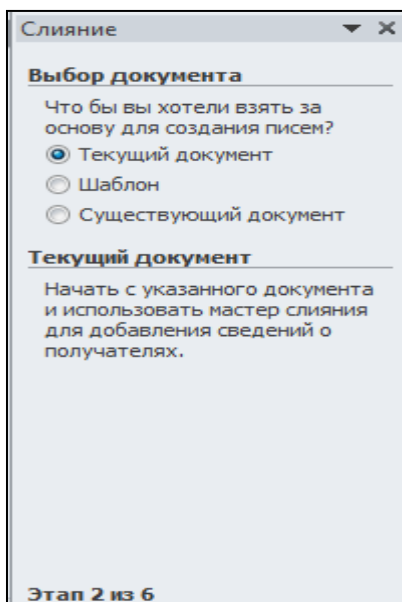 Слияние
Выбор документа
Что бы вы хотели взять за
основу для создания писем?
Текущий документ
Шаблон
Существующий документ
Текущий документ
Начать с указанного документа
и использовать мастер слияния
для добавления сведений о
получателях.
Этап 2 из 6